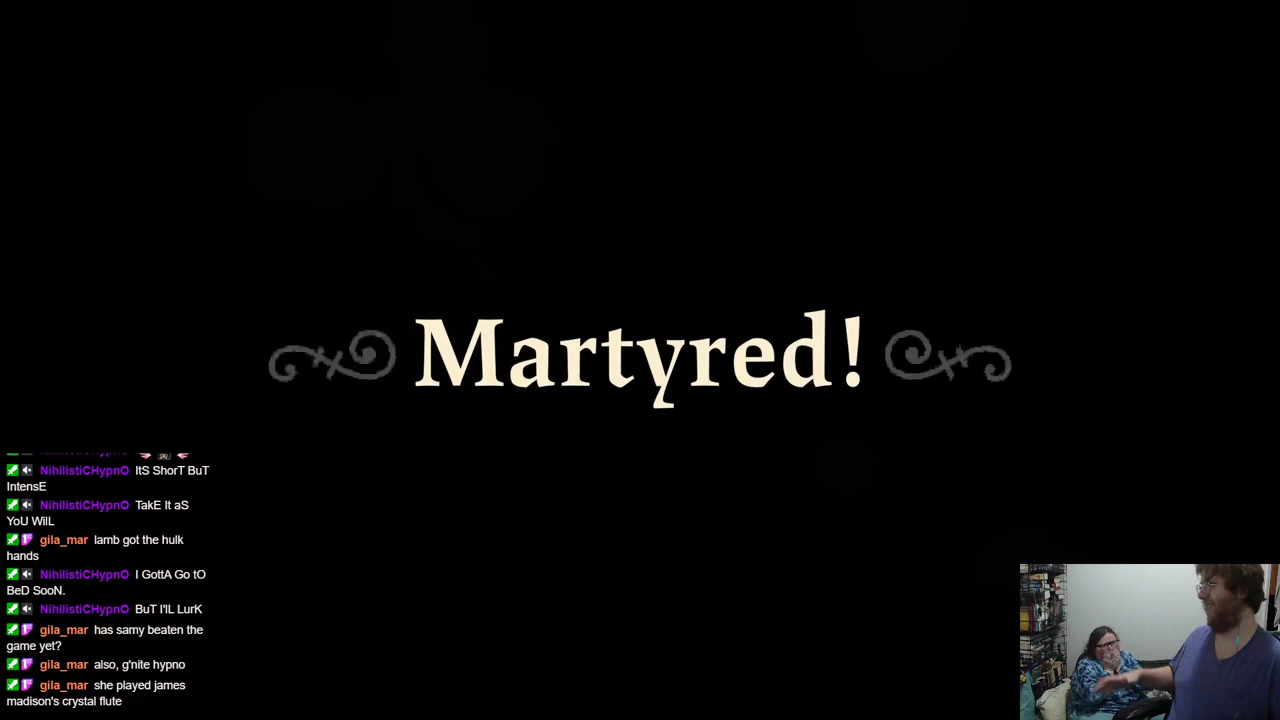 Martyred!
NihilistiCHypnO ItS ShorT BuT
IntensE
NihilistiCHypnO TakE It aS
YoU WilL
gila_mar lamb got the hulk
hands
NihilistiCHypnO I GottA Go tO
BeD SooN.
NihilistiCHypnO BuT I'lL LurK
gila_mar has samy beaten the
game yet?
gila_mar also, g'nite hypno
gila_mar she played james
madison's crystal flute